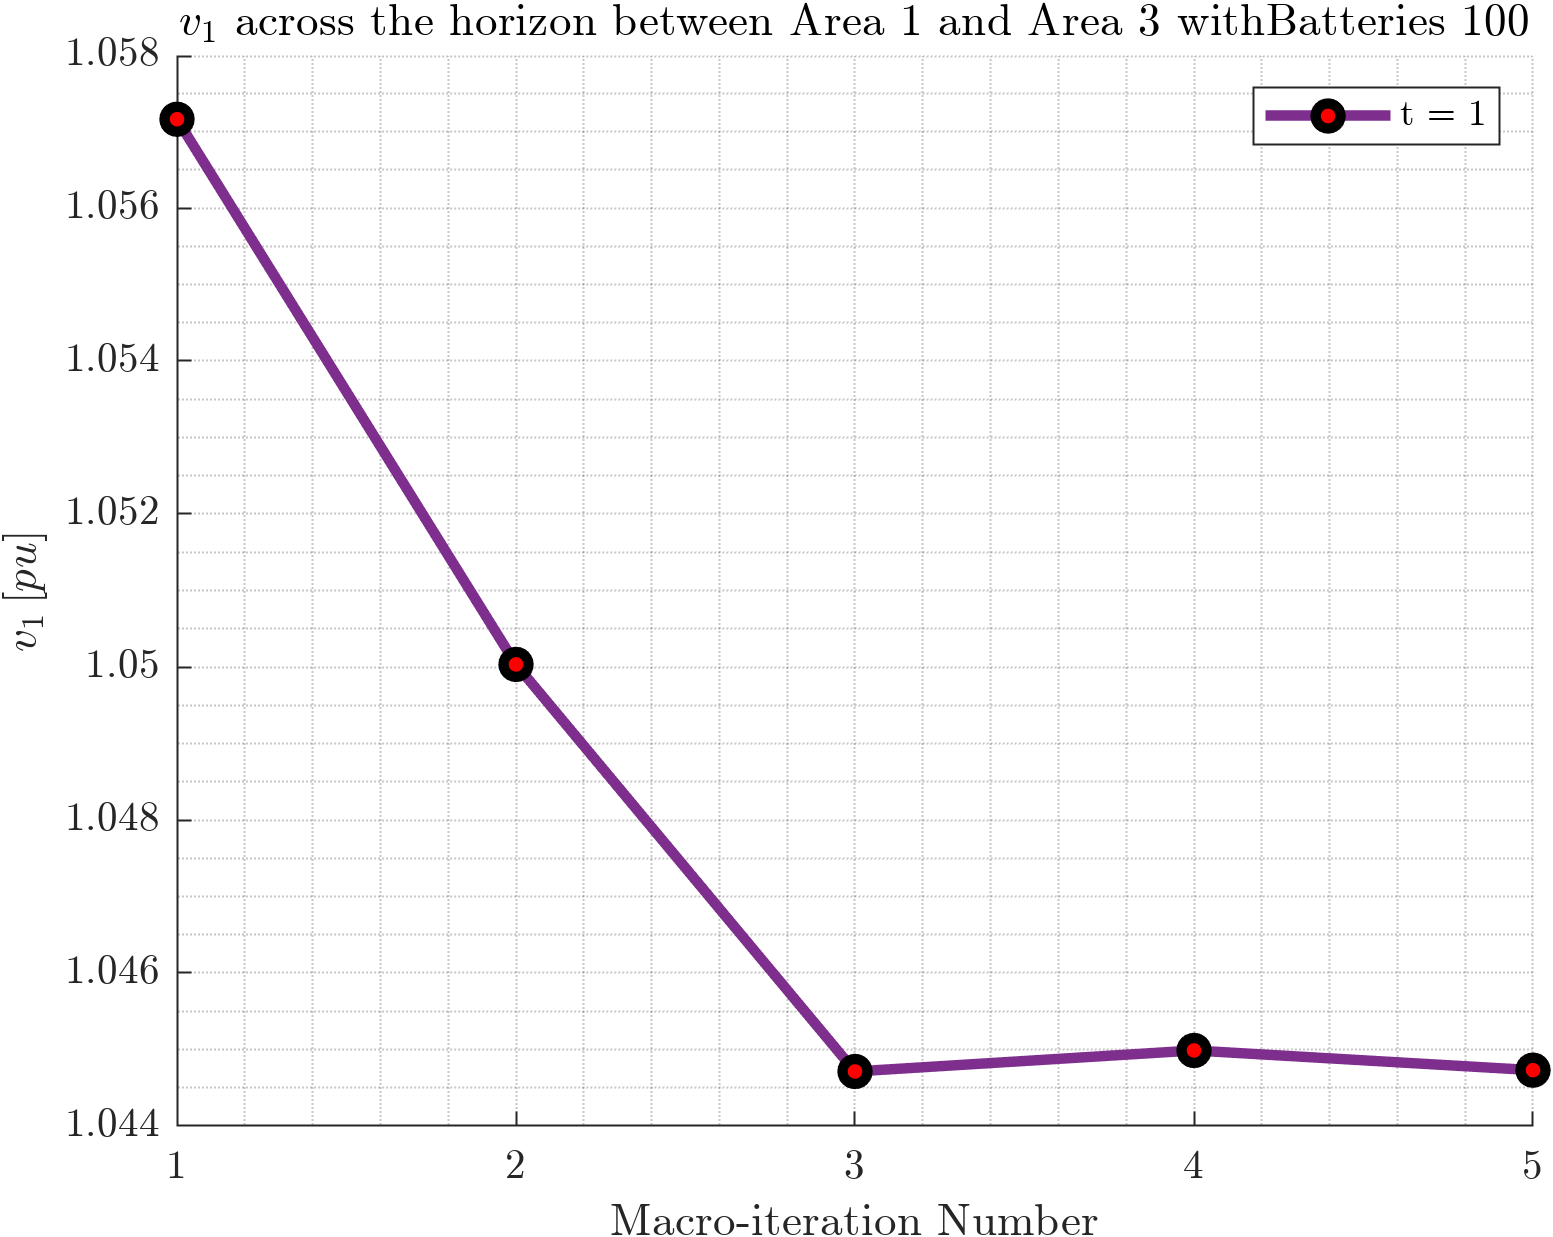 v₁ across the horizon between Area 1 and Area 3 withBatteries 100
t = 1
1.058
1.056
1.054
1.052
1.05
1.048
1.046
1.044
v₁ [pu]
1 2 3 4 5
Macro-iteration Number